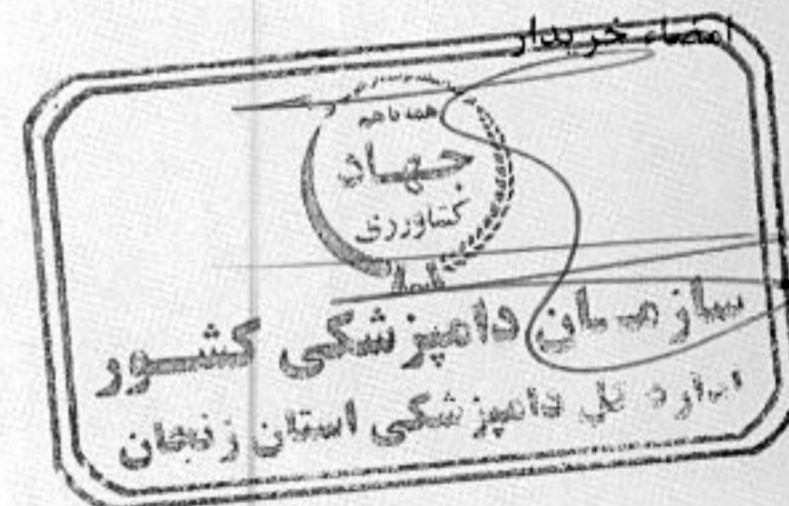 امضاء خریدار
همه با هم
جهاد
کشاورزی
سازمان دامپزشکی کشور
اداره کل دامپزشکی استان زنجان